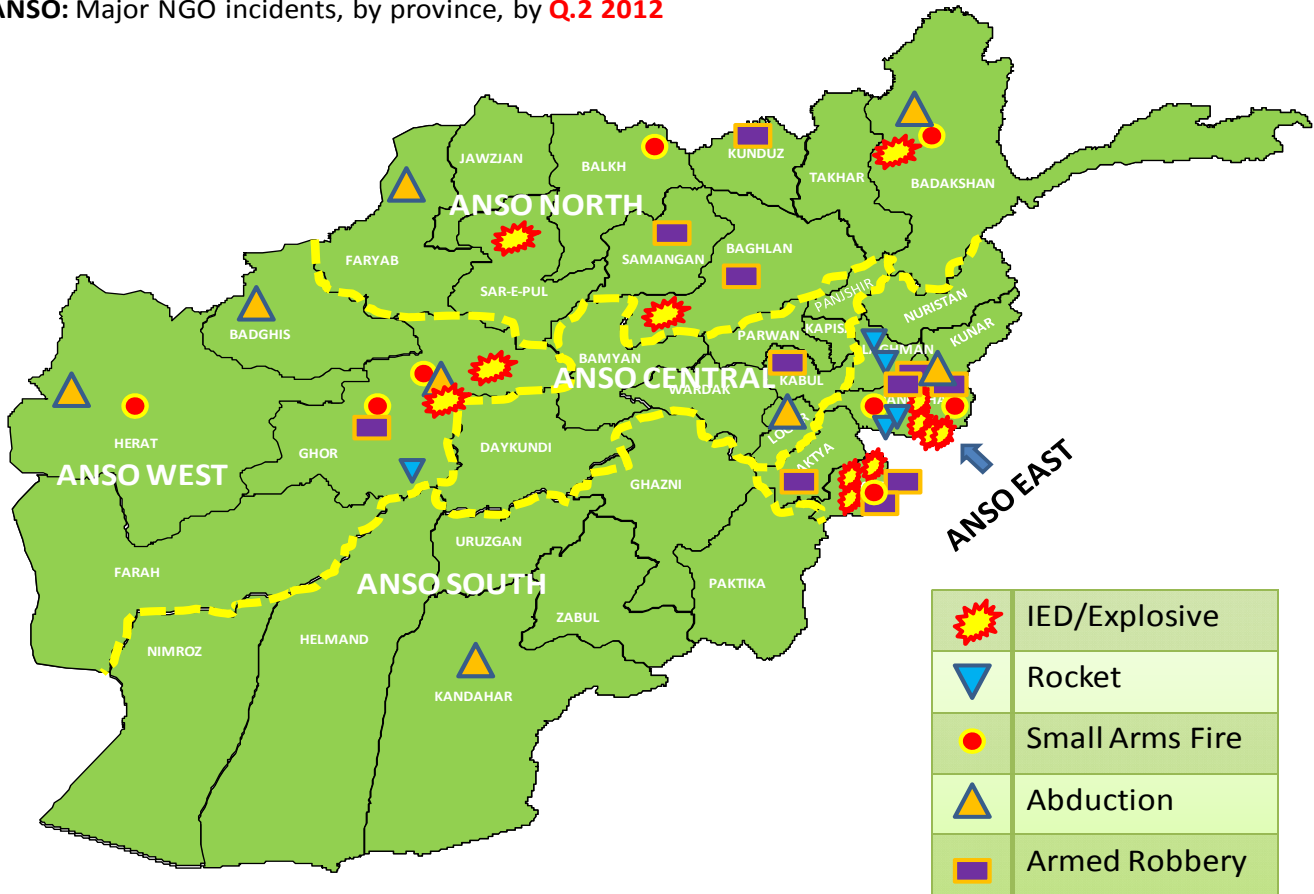 ANSO: Major NGO incidents, by province, by Q.2 2012
JAWZJAN
BALKH
KUNDUZ
TAKHAR
BADAKSHAN
ANSO NORTH
FARYAB
SAMANGAN
BAGHLAN
SAR-E-PUL
BADGHIS
PANJSHIR
NURISTAN
KUNAR
PARWAN
KAPIS
BAMYAN
ANSO CENTRAL
WARDAK
KABUL
HERAT
GHOR
DAYKUNDI
ANSO WEST
GHAZNI
AKTYA
ANSO EAST
URUZGAN
FARAH
ANSO SOUTH
PAKTIKA
ZABUL
HELMAND
NIMROZ
KANDAHAR
IED/Explosive
Rocket
Small Arms Fire
Abduction
Armed Robbery